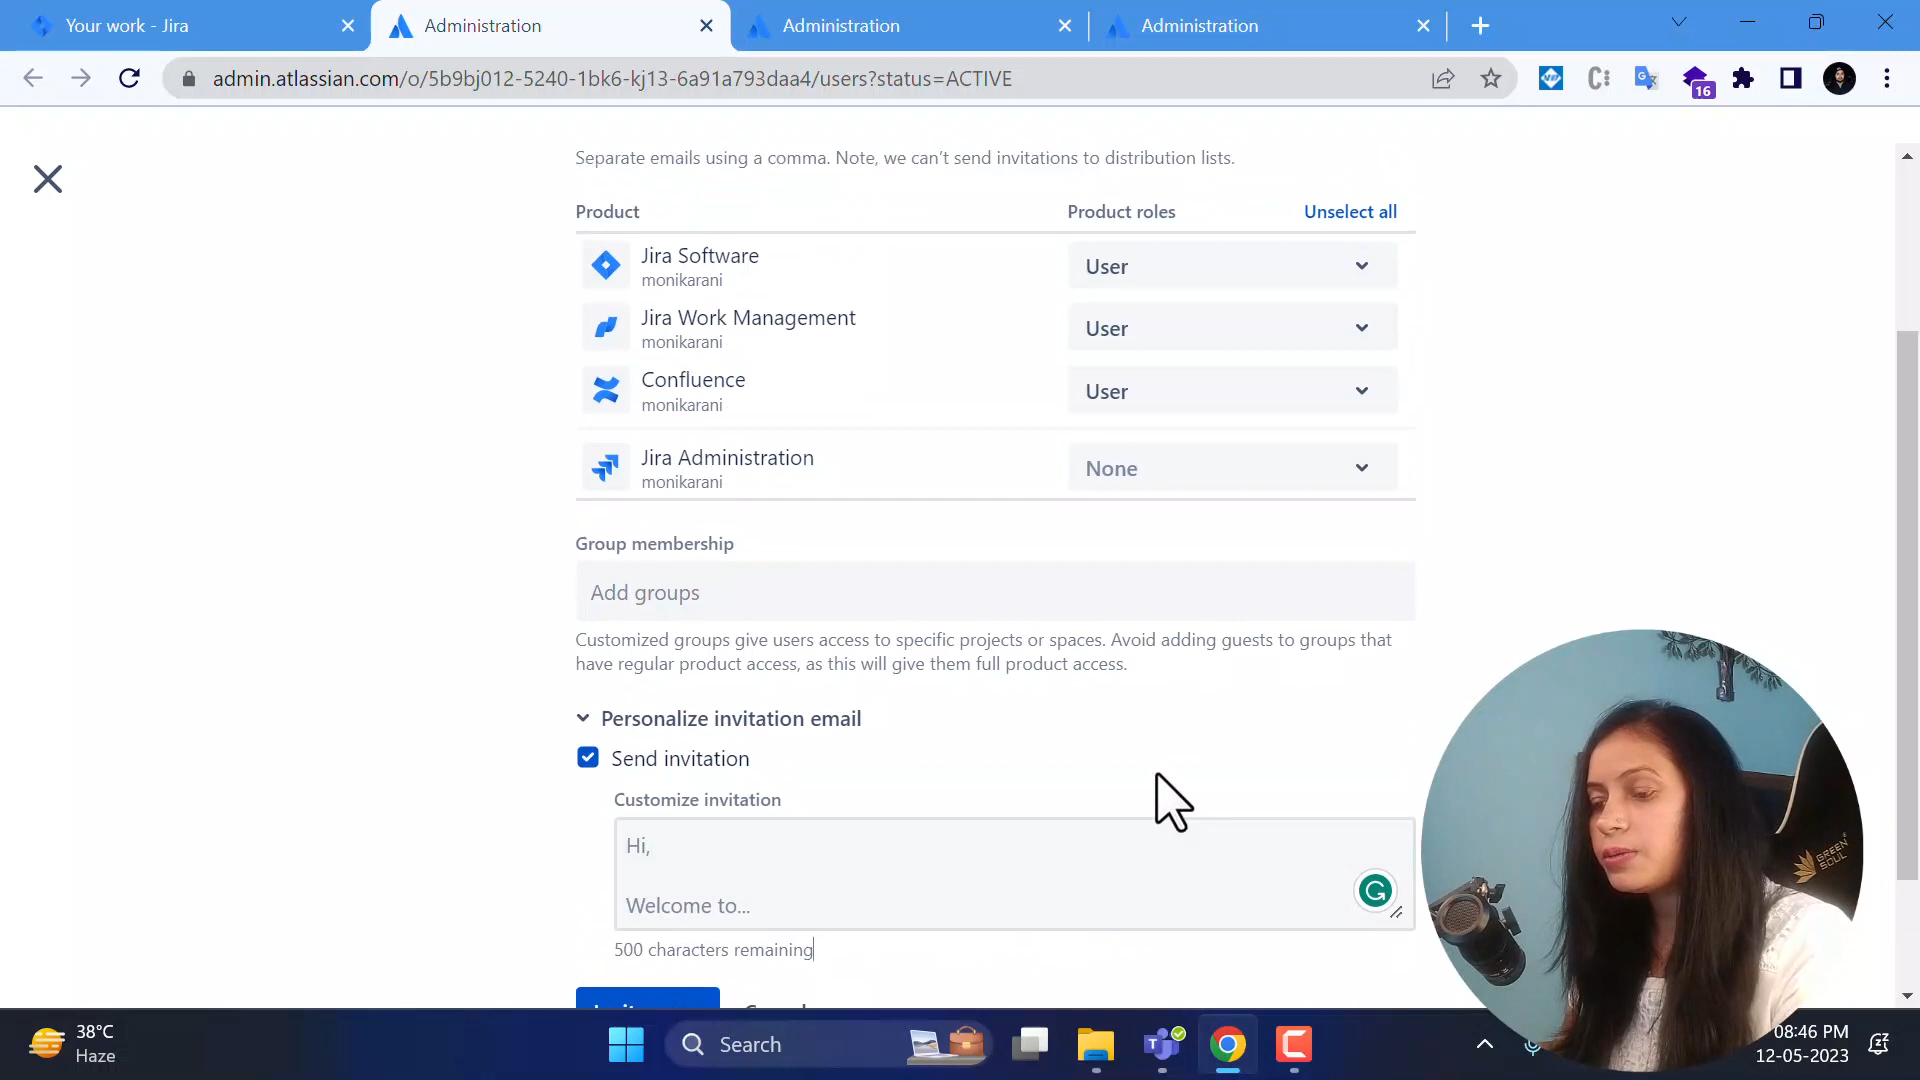 Your work - Jira
Administration
Administration
Administration
admin.atlassian.com/o/5b9bj012-5240-1bk6-kj13-6a91a793daa4/users?status=ACTIVE
16
Separate emails using a comma. Note, we can't send invitations to distribution lists.
Product
Product roles
Unselect all
Jira Software
monikarani
User
Jira Work Management
monikarani
User
Confluence
monikarani
User
Jira Administration
monikarani
None
Group membership
Add groups
Customized groups give users access to specific projects or spaces. Avoid adding guests to groups that
have regular product access, as this will give them full product access.
Personalize invitation email
Send invitation
Customize invitation
Hi,
Welcome to...
500 characters remaining
GREEN
SOUL
38°C
Haze
Search
08:46 PM
12-05-2023